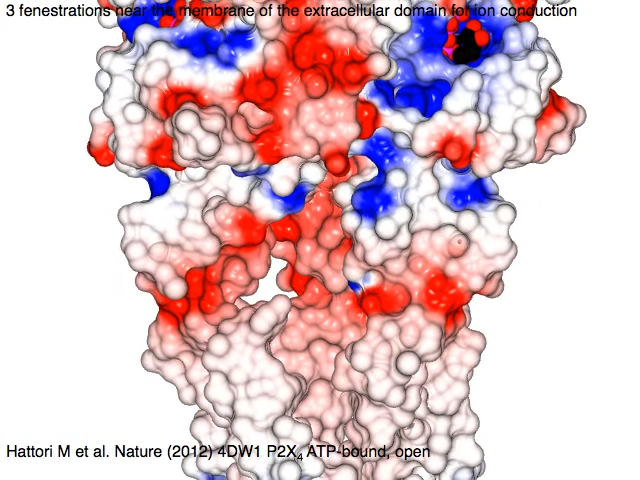 3 fenestrations near the membrane of the extracellular domain for ion conduction
Hattori M et al. Nature (2012) 4DW1 P2X₄ ATP-bound, open